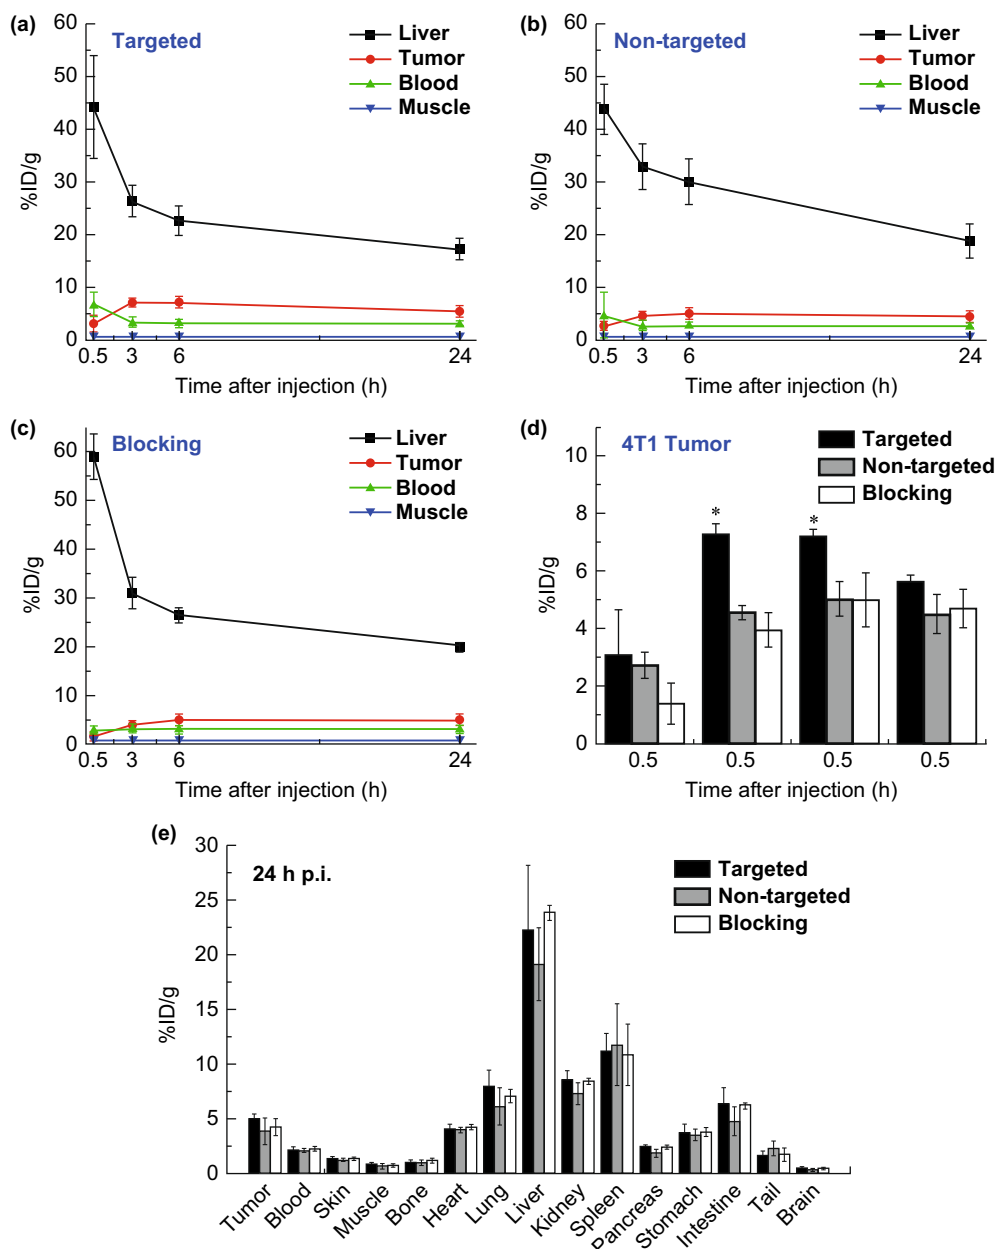 (a)
Targeted
Liver
Tumor
Blood
Muscle
60
50
40
30
20
10
0
%ID/g
0.5 3 6 24
Time after injection (h)
(b)
Non-targeted
Liver
Tumor
Blood
Muscle
60
50
40
30
20
10
0
%ID/g
0.5 3 6 24
Time after injection (h)
(c)
Blocking
Liver
Tumor
Blood
Muscle
60
50
40
30
20
10
0
%ID/g
0.5 3 6 24
Time after injection (h)
(d)
4T1 Tumor
Targeted
Non-targeted
Blocking
10
8
6
4
2
0
%ID/g
* *
0.5 0.5 0.5 0.5
Time after injection (h)
(e)
24 h p.i.
Targeted
Non-targeted
Blocking
30
25
20
15
10
5
0
%ID/g
Tumor
Blood
Skin
Muscle
Bone
Heart
Lung
Liver
Kidney
Spleen
Pancreas
Stomach
Intestine
Tail
Brain